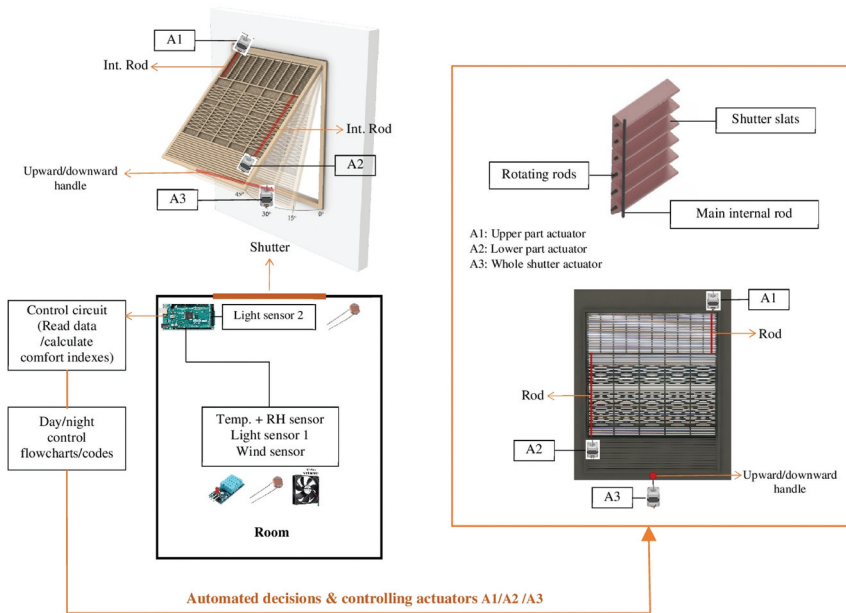 A1
Int. Rod
Int. Rod
A2
Upward/downward
handle
A3
45°
30°
15°
0°
Shutter
Control circuit
(Read data
/calculate
comfort indexes)
Light sensor 2
Day/night
control
flowcharts/codes
Temp. + RH sensor
Light sensor 1
Wind sensor
Room
Automated decisions & controlling actuators A1/A2 /A3
Shutter slats
Rotating rods
Main internal rod
A1: Upper part actuator
A2: Lower part actuator
A3: Whole shutter actuator
A1
Rod
Rod
A2
Upward/downward
handle
A3